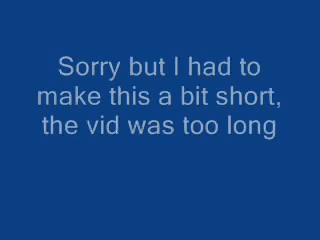 Sorry but I had to
make this a bit short,
the vid was too long